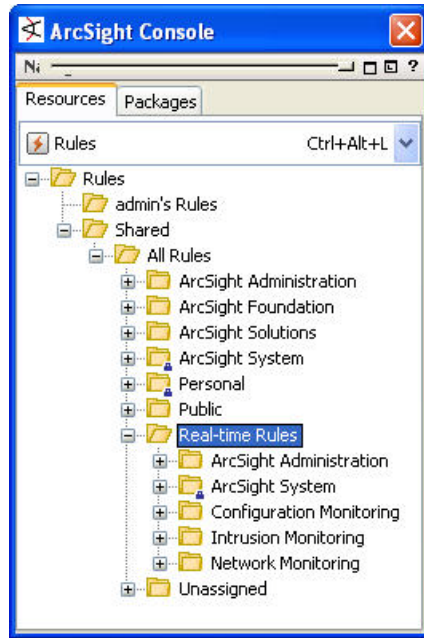 ArcSight Console
?
Resources Packages
Rules Ctrl+Alt+L
Rules
admin's Rules
Shared
All Rules
ArcSight Administration
ArcSight Foundation
ArcSight Solutions
ArcSight System
Personal
Public
Real-time Rules
ArcSight Administration
ArcSight System
Configuration Monitoring
Intrusion Monitoring
Network Monitoring
Unassigned